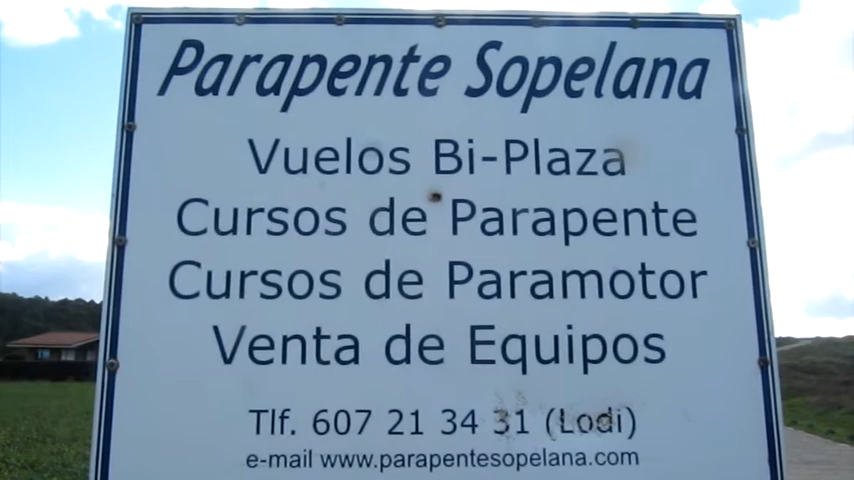 Parapente Sopelana
Vuelos Bi-Plaza
Cursos de Parapente
Cursos de Paramotor
Venta de Equipos
Tlf. 607 21 34 31 (Lodi)
e-mail www.parapentesopelana.com